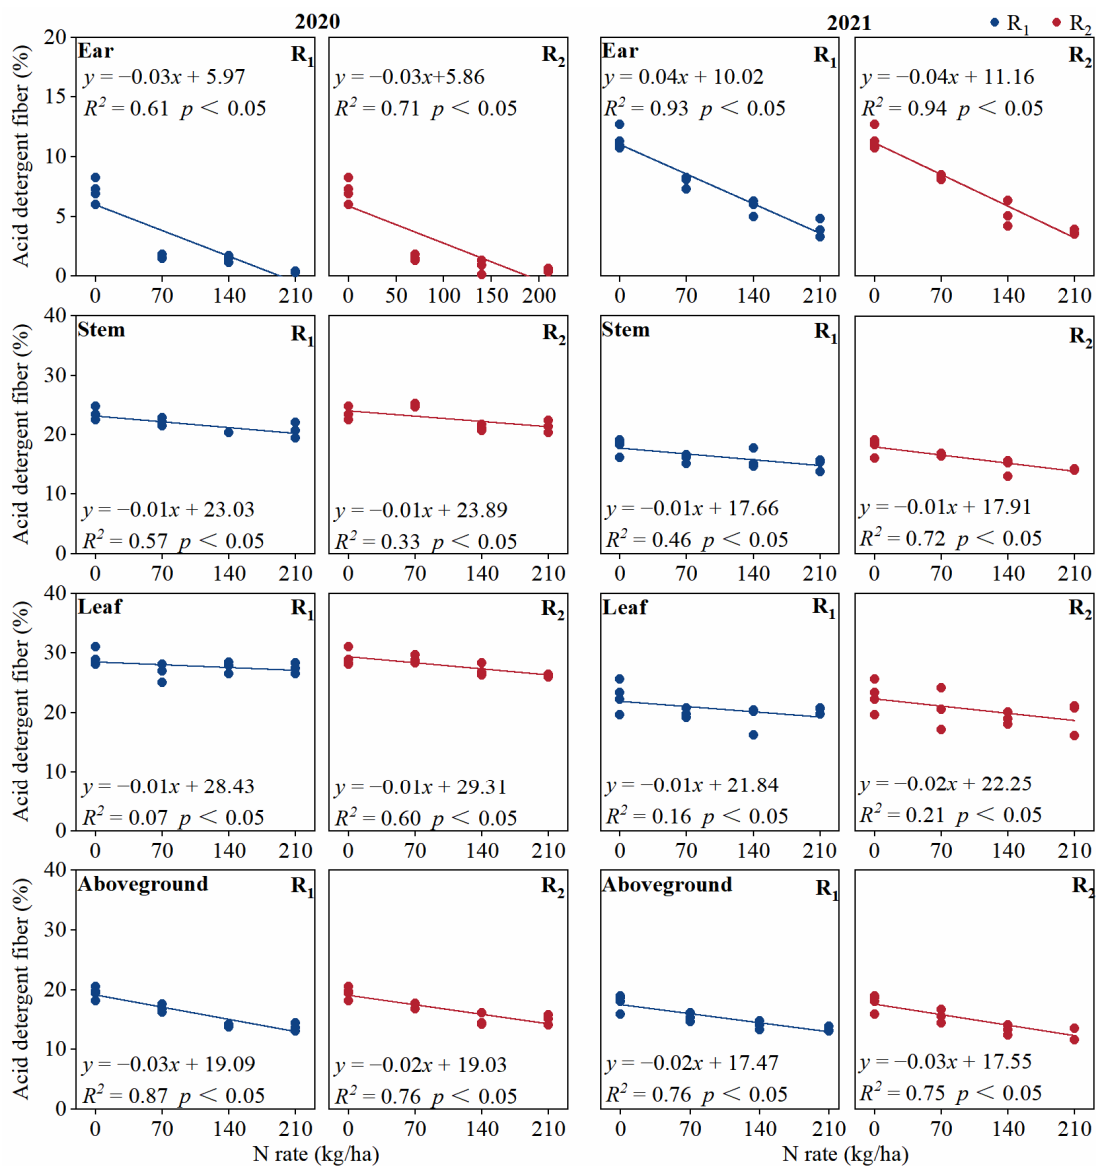 2020
2021
R1
R2
Acid detergent fiber (%)
20
15
10
5
0
Ear
R1
y = −0.03x + 5.97
R2 = 0.61 p < 0.05
0 70 140 210
R2
y = −0.03x+5.86
R2 = 0.71 p < 0.05
0 50 100 150 200
Ear
R1
y = 0.04x + 10.02
R2 = 0.93 p < 0.05
0 70 140 210
R2
y = −0.04x + 11.16
R2 = 0.94 p < 0.05
0 70 140 210
Acid detergent fiber (%)
40
30
20
10
0
Stem
R1
y = −0.01x + 23.03
R2 = 0.57 p < 0.05
0 70 140 210
R2
y = −0.01x + 23.89
R2 = 0.33 p < 0.05
0 70 140 210
Stem
R1
y = −0.01x + 17.66
R2 = 0.46 p < 0.05
0 70 140 210
R2
y = −0.01x + 17.91
R2 = 0.72 p < 0.05
0 70 140 210
Acid detergent fiber (%)
40
30
20
10
0
Leaf
R1
y = −0.01x + 28.43
R2 = 0.07 p < 0.05
0 70 140 210
R2
y = −0.01x + 29.31
R2 = 0.60 p < 0.05
0 70 140 210
Leaf
R1
y = −0.01x + 21.84
R2 = 0.16 p < 0.05
0 70 140 210
R2
y = −0.02x + 22.25
R2 = 0.21 p < 0.05
0 70 140 210
Acid detergent fiber (%)
40
30
20
10
0
Aboveground
R1
y = −0.03x + 19.09
R2 = 0.87 p < 0.05
0 70 140 210
R2
y = −0.02x + 19.03
R2 = 0.76 p < 0.05
0 70 140 210
Aboveground
R1
y = −0.02x + 17.47
R2 = 0.76 p < 0.05
0 70 140 210
R2
y = −0.03x + 17.55
R2 = 0.75 p < 0.05
0 70 140 210
N rate (kg/ha)
N rate (kg/ha)